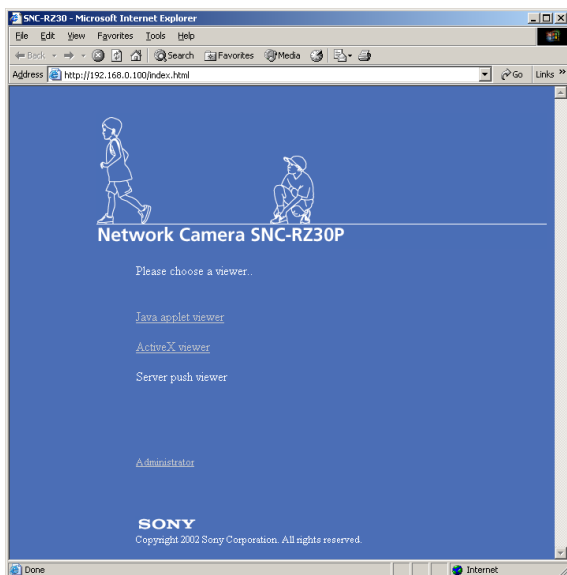 SNC-RZ30 - Microsoft Internet Explorer
File Edit View Favorites Tools Help
Back Search Favorites Media
Address http://192.168.0.100/index.html Go Links »
Network Camera SNC-RZ30P
Please choose a viewer..
Java applet viewer
ActiveX viewer
Server push viewer
Administrator
SONY
Copyright 2002 Sony Corporation. All rights reserved.
Done Internet